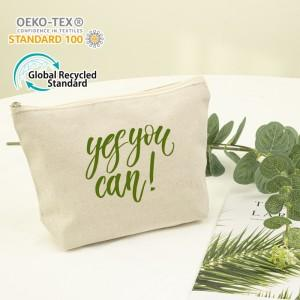 OEKO-TEX®
CONFIDENCE IN TEXTILES
STANDARD 100
Global Recycled
Standard
yes you
can!